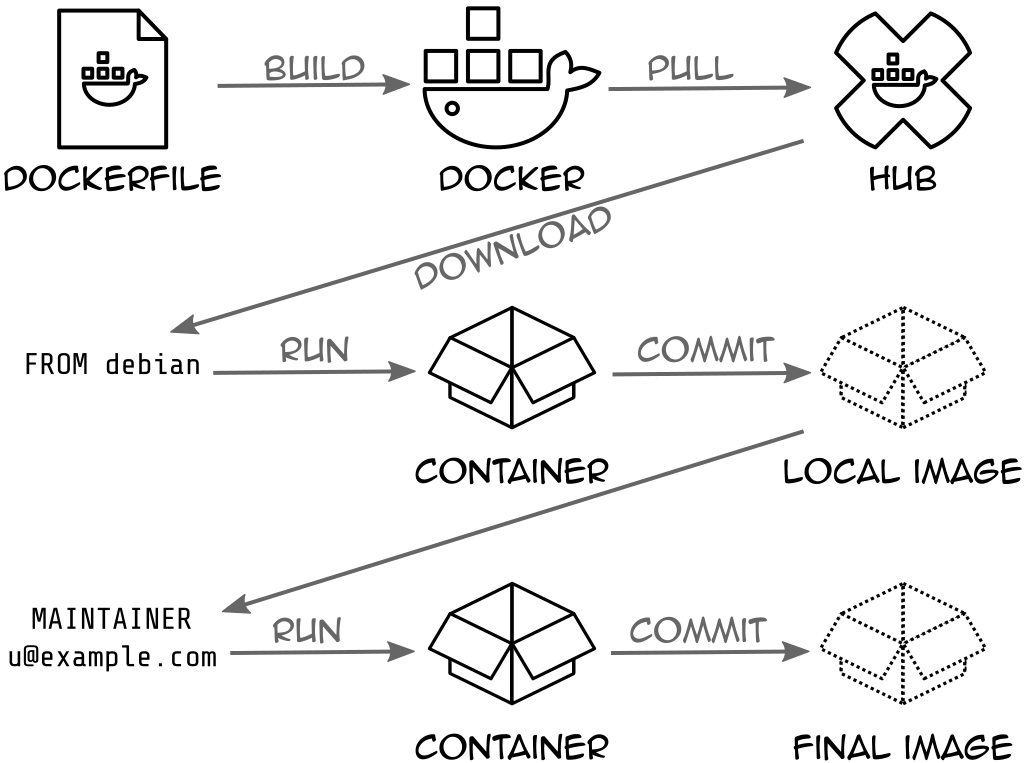 BUILD
PULL
DOCKERFILE
DOCKER
HUB
DOWNLOAD
FROM debian
RUN
COMMIT
CONTAINER
LOCAL IMAGE
MAINTAINER
u@example.com
RUN
COMMIT
CONTAINER
FINAL IMAGE